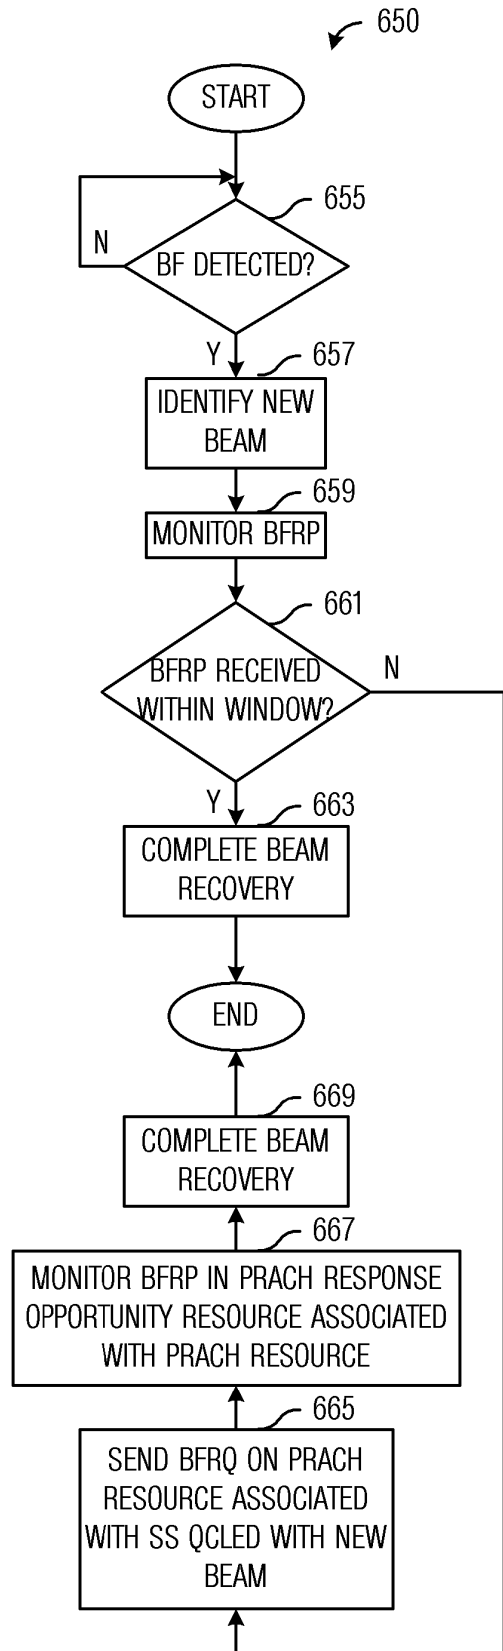 650
START
655
N
BF DETECTED?
Y
657
IDENTIFY NEW
BEAM
659
MONITOR BFRP
661
BFRP RECEIVED
WITHIN WINDOW?
N
Y
663
COMPLETE BEAM
RECOVERY
END
669
COMPLETE BEAM
RECOVERY
667
MONITOR BFRP IN PRACH RESPONSE
OPPORTUNITY RESOURCE ASSOCIATED
WITH PRACH RESOURCE
665
SEND BFRQ ON PRACH
RESOURCE ASSOCIATED
WITH SS QCLED WITH NEW
BEAM